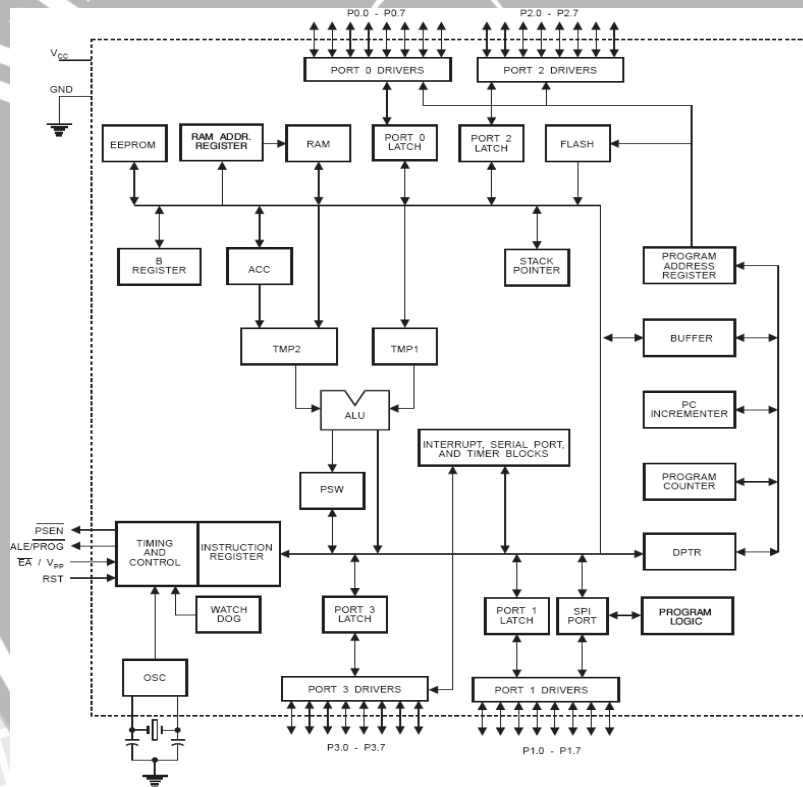 P0.0 - P0.7
P2.0 - P2.7
VCC
GND
PORT 0 DRIVERS
PORT 2 DRIVERS
EEPROM
RAM ADDR.
REGISTER
RAM
PORT 0
LATCH
PORT 2
LATCH
FLASH
B
REGISTER
ACC
STACK
POINTER
PROGRAM
ADDRESS
REGISTER
TMP2
TMP1
BUFFER
ALU
PC
INCREMENTER
INTERRUPT, SERIAL PORT,
AND TIMER BLOCKS
PSW
PROGRAM
COUNTER
PSEN
ALE/PROG
EA / VPP
RST
TIMING
AND
CONTROL
INSTRUCTION
REGISTER
DPTR
WATCH
DOG
PORT 3
LATCH
PORT 1
LATCH
SPI
PORT
PROGRAM
LOGIC
OSC
PORT 3 DRIVERS
PORT 1 DRIVERS
P3.0 - P3.7
P1.0 - P1.7